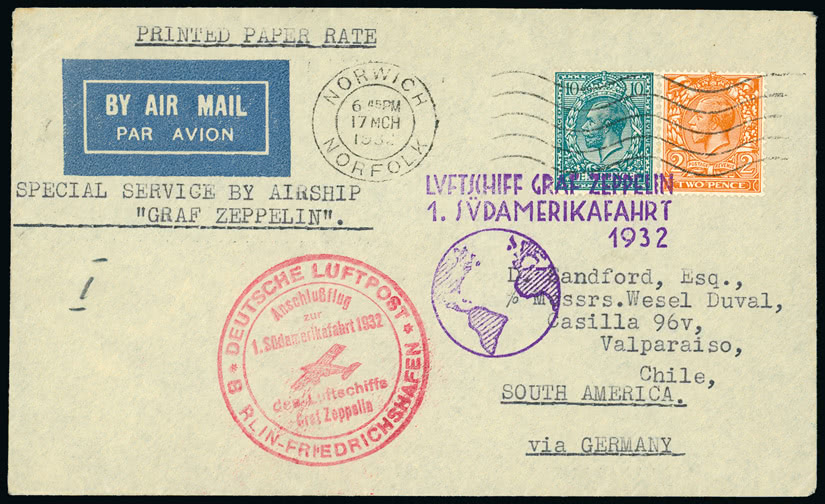 PRINTED PAPER RATE
BY AIR MAIL
PAR AVION
NORWICH
6 45PM
17 MCH
1932
NORFOLK
10 10
2 2
TWO PENCE
SPECIAL SERVICE BY AIRSHIP
"GRAF ZEPPELIN".
LUFTSCHIFF GRAF ZEPPELIN
1. SÜDAMERIKAFAHRT
1932
I
DEUTSCHE LUFTPOST
Anschlußflug
zur
1. Südamerikafahrt 1932
des Luftschiffs
Graf Zeppelin
B RLIN-FRIEDRICHSHAFEN
Sandford, Esq.,
% Messrs.Wesel Duval,
Casilla 96v,
Valparaiso,
Chile,
SOUTH AMERICA.
via GERMANY